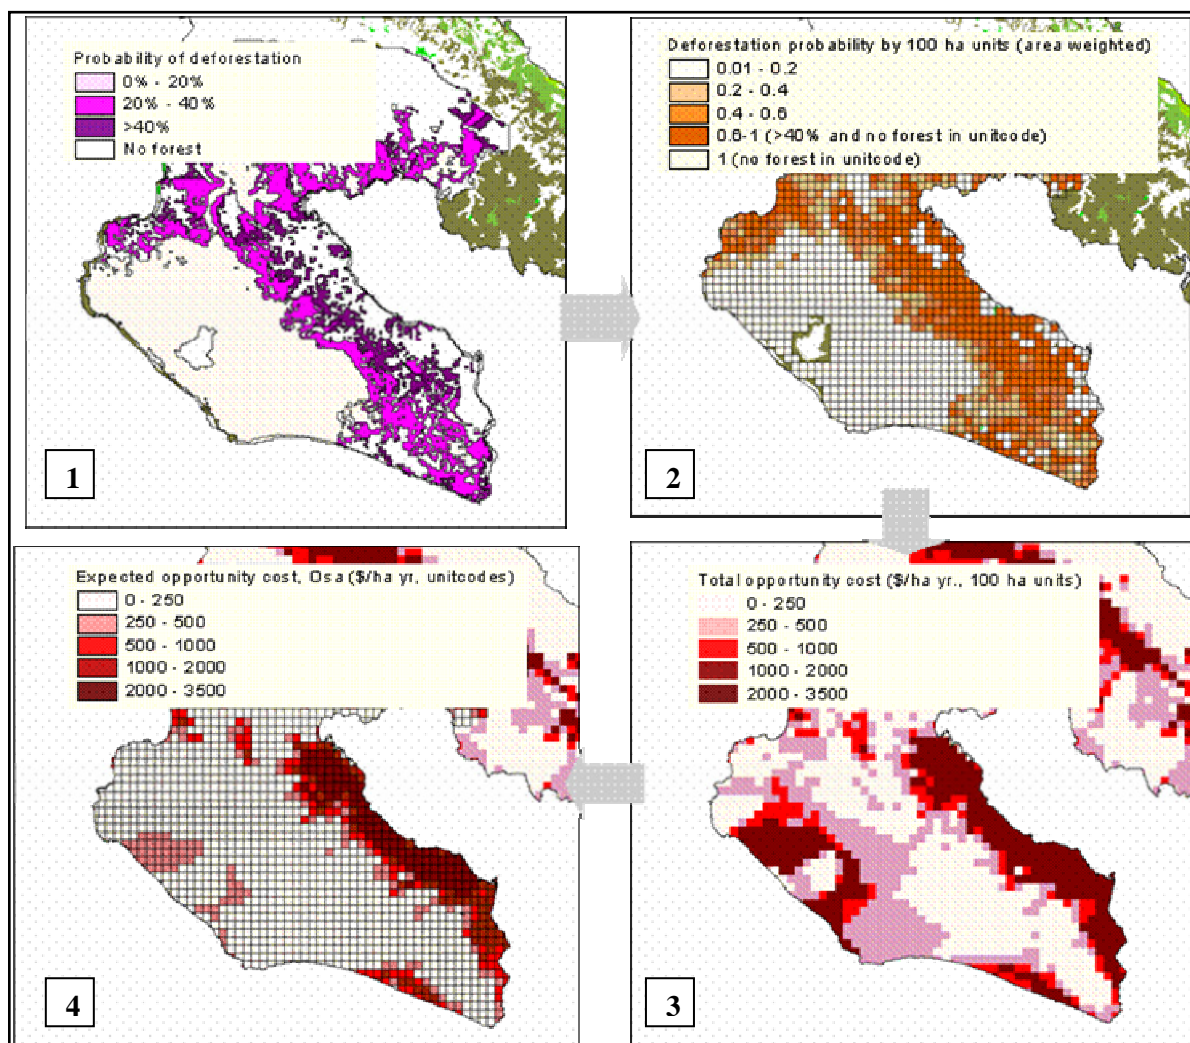 Probability of deforestation
0% - 20%
20% - 40%
>40%
No forest
1
Deforestation probability by 100 ha units (area weighted)
0.01 - 0.2
0.2 - 0.4
0.4 - 0.6
0.6-1 (>40% and no forest in unitcode)
1 (no forest in unitcode)
2
Expected opportunity cost, Osa ($/ha yr, unitcodes)
0 - 250
250 - 500
500 - 1000
1000 - 2000
2000 - 3500
4
Total opportunity cost ($/ha yr., 100 ha units)
0 - 250
250 - 500
500 - 1000
1000 - 2000
2000 - 3500
3